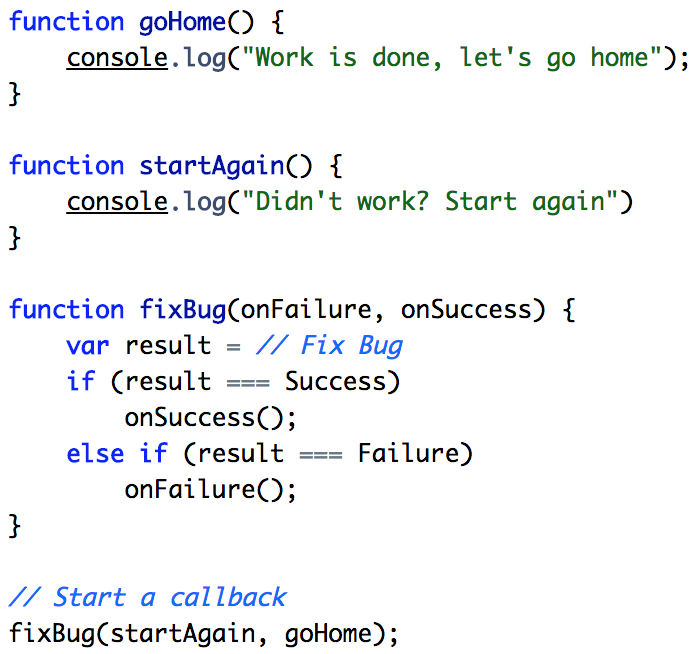 function goHome() {
    console.log("Work is done, let's go home");
}

function startAgain() {
    console.log("Didn't work? Start again")
}

function fixBug(onFailure, onSuccess) {
    var result = // Fix Bug
    if (result === Success)
        onSuccess();
    else if (result === Failure)
        onFailure();
}

// Start a callback
fixBug(startAgain, goHome);